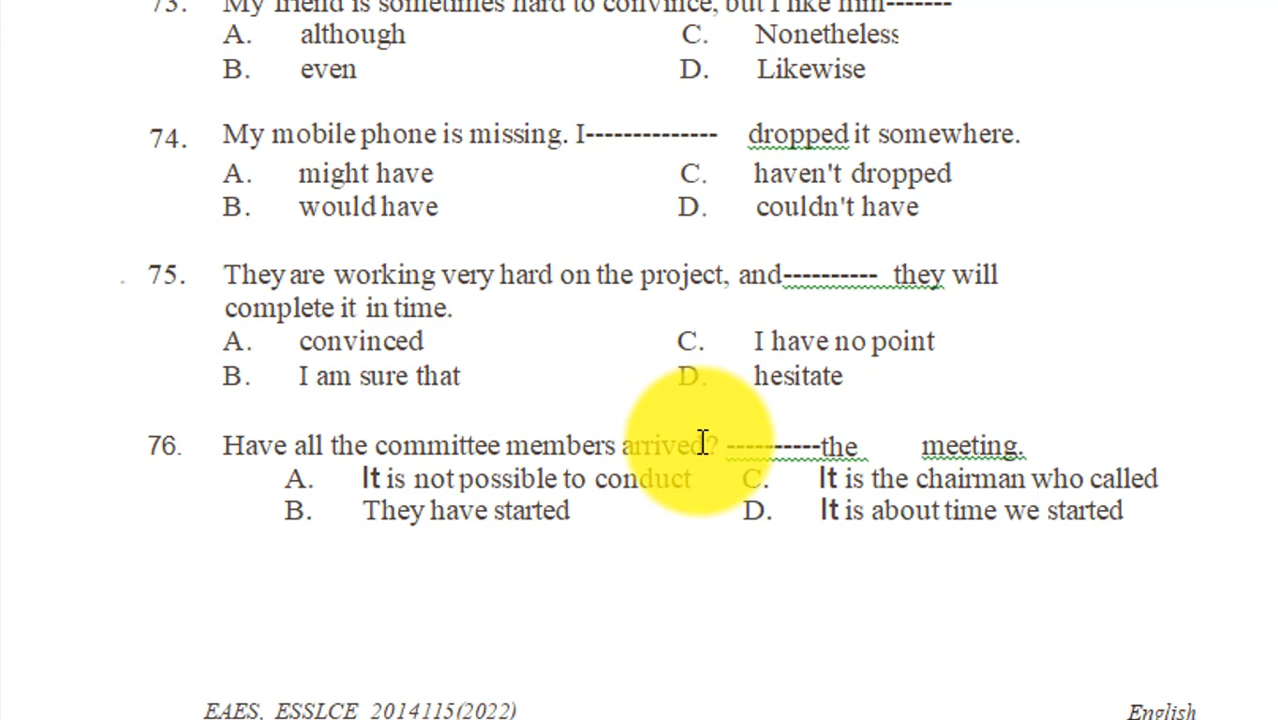 73. My friend is sometimes hard to convince, but I like him-------
A. although C. Nonetheless
B. even D. Likewise
74. My mobile phone is missing. I-------------- dropped it somewhere.
A. might have C. haven't dropped
B. would have D. couldn't have
75. They are working very hard on the project, and---------- they will
complete it in time.
A. convinced C. I have no point
B. I am sure that D. hesitate
76. Have all the committee members arrived? ----------the meeting.
A. It is not possible to conduct C. It is the chairman who called
B. They have started D. It is about time we started
EAES, ESSLCE 2014115(2022) English